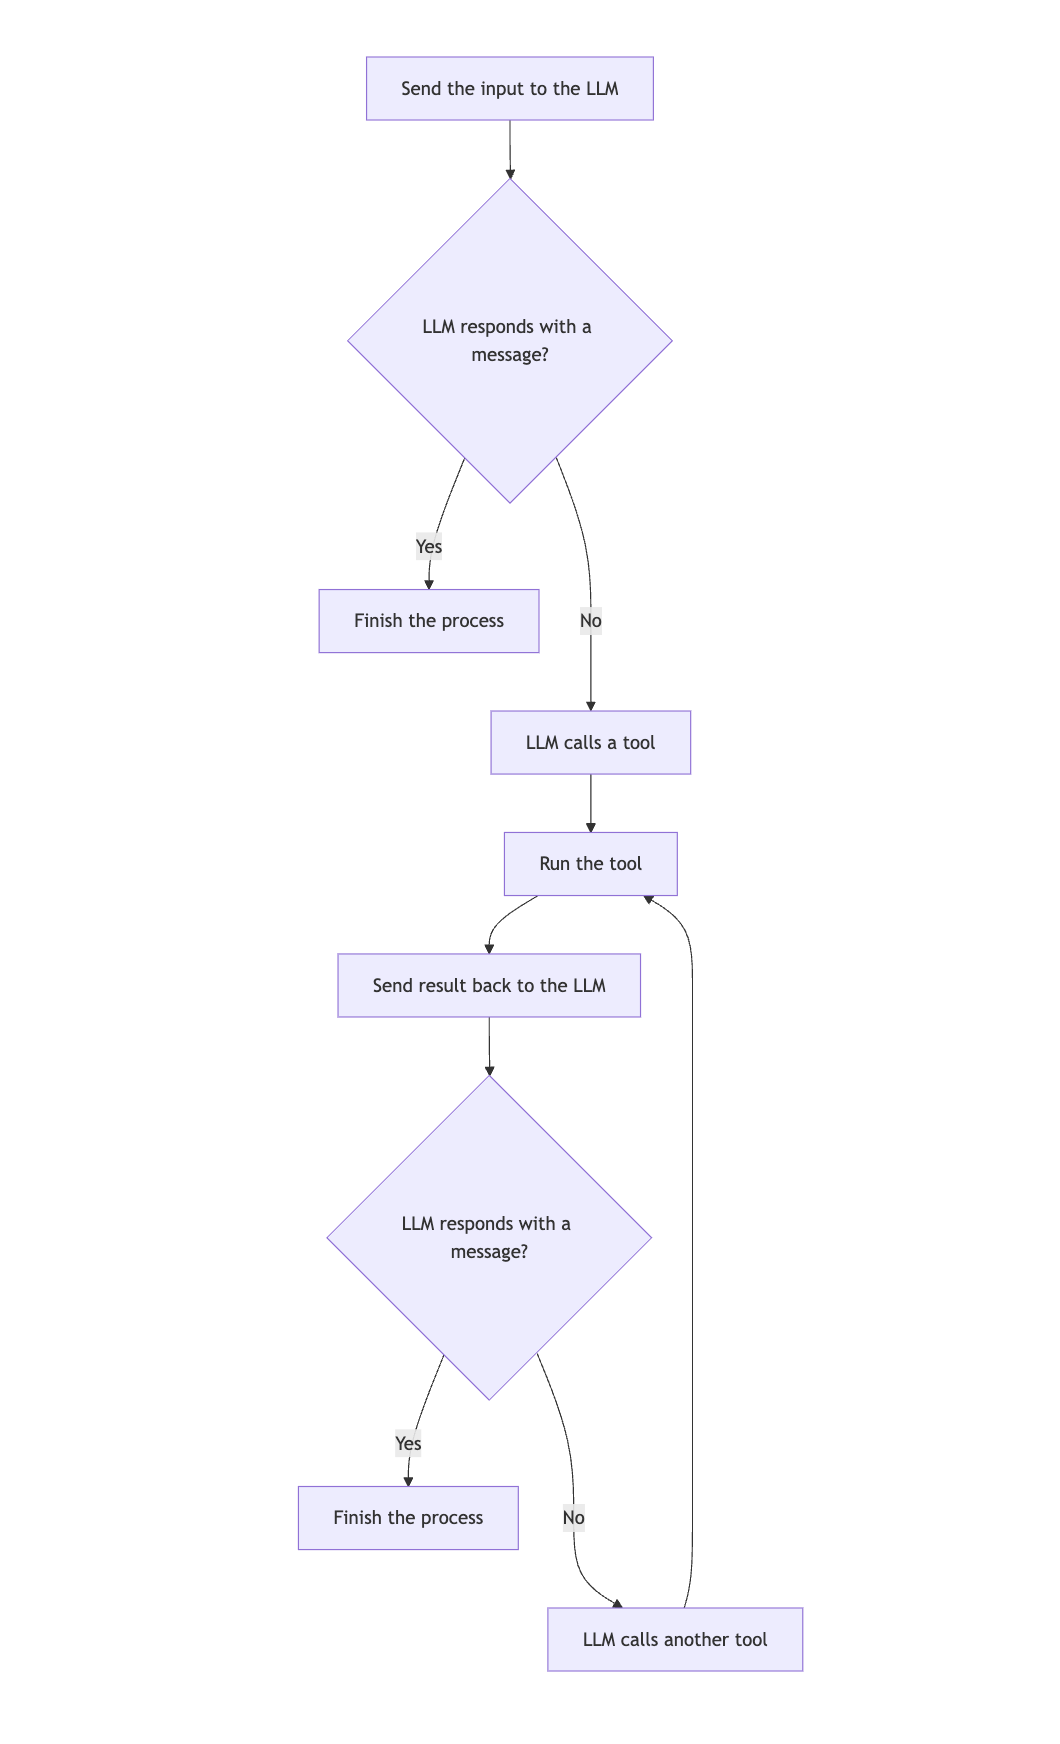 Send the input to the LLM
LLM responds with a
message?
Yes
Finish the process
No
LLM calls a tool
Run the tool
Send result back to the LLM
LLM responds with a
message?
Yes
Finish the process
No
LLM calls another tool